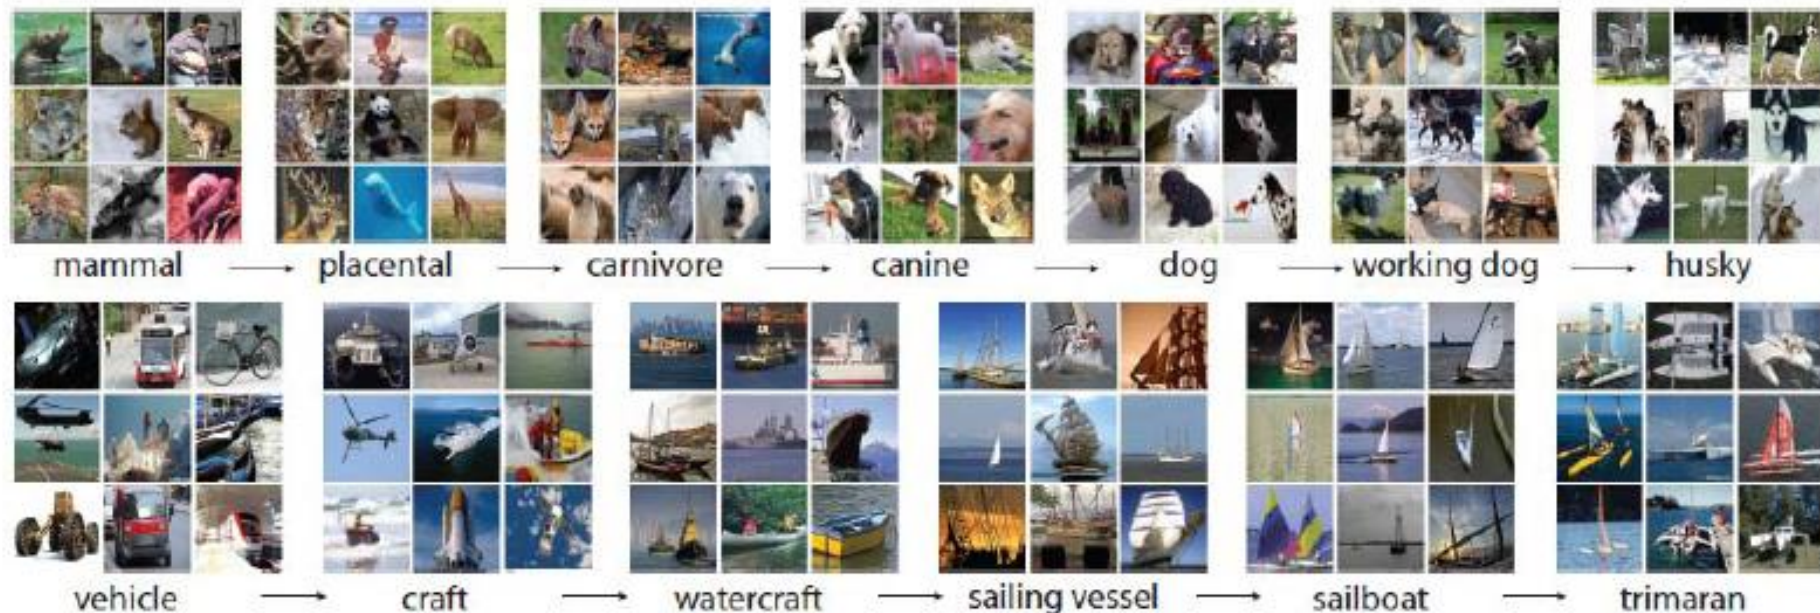 mammal → placental → carnivore → canine → dog → working dog → husky
vehicle → craft → watercraft → sailing vessel → sailboat → trimaran